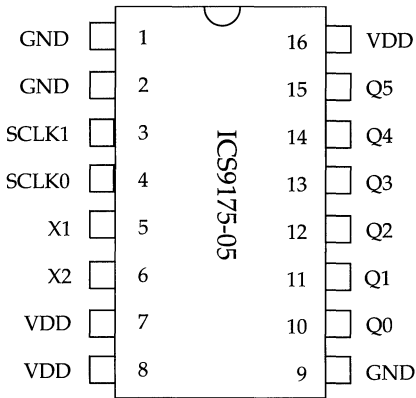 GND 1 16 VDD
GND 2 15 Q5
SCLK1 3 14 Q4
SCLK0 4 13 Q3
X1 5 12 Q2
X2 6 11 Q1
VDD 7 10 Q0
VDD 8 9 GND
ICS9175-05